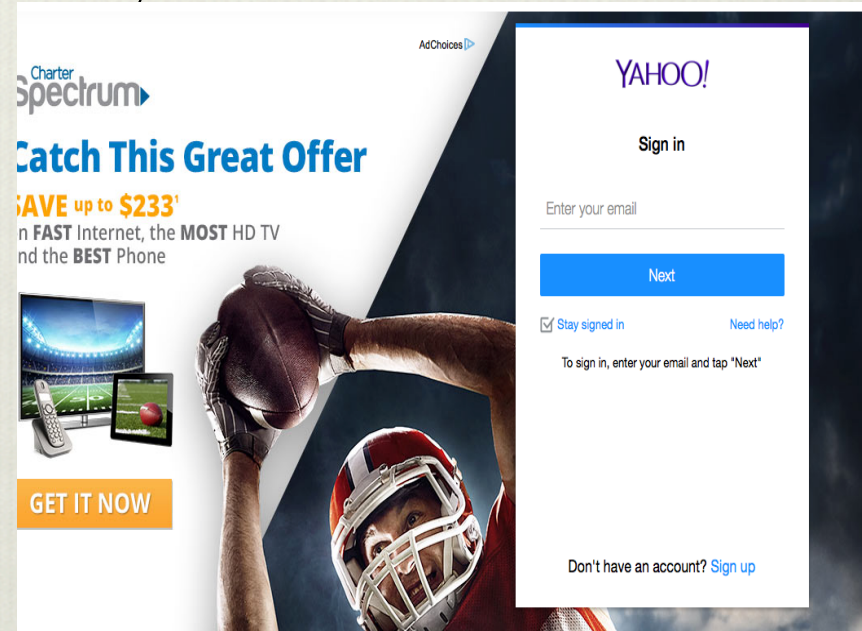 AdChoices
Charter
Spectrum
Catch This Great Offer
SAVE up to $233¹
n FAST Internet, the MOST HD TV
nd the BEST Phone
GET IT NOW
YAHOO!
Sign in
Enter your email
Next
Stay signed in
Need help?
To sign in, enter your email and tap "Next"
Don't have an account? Sign up